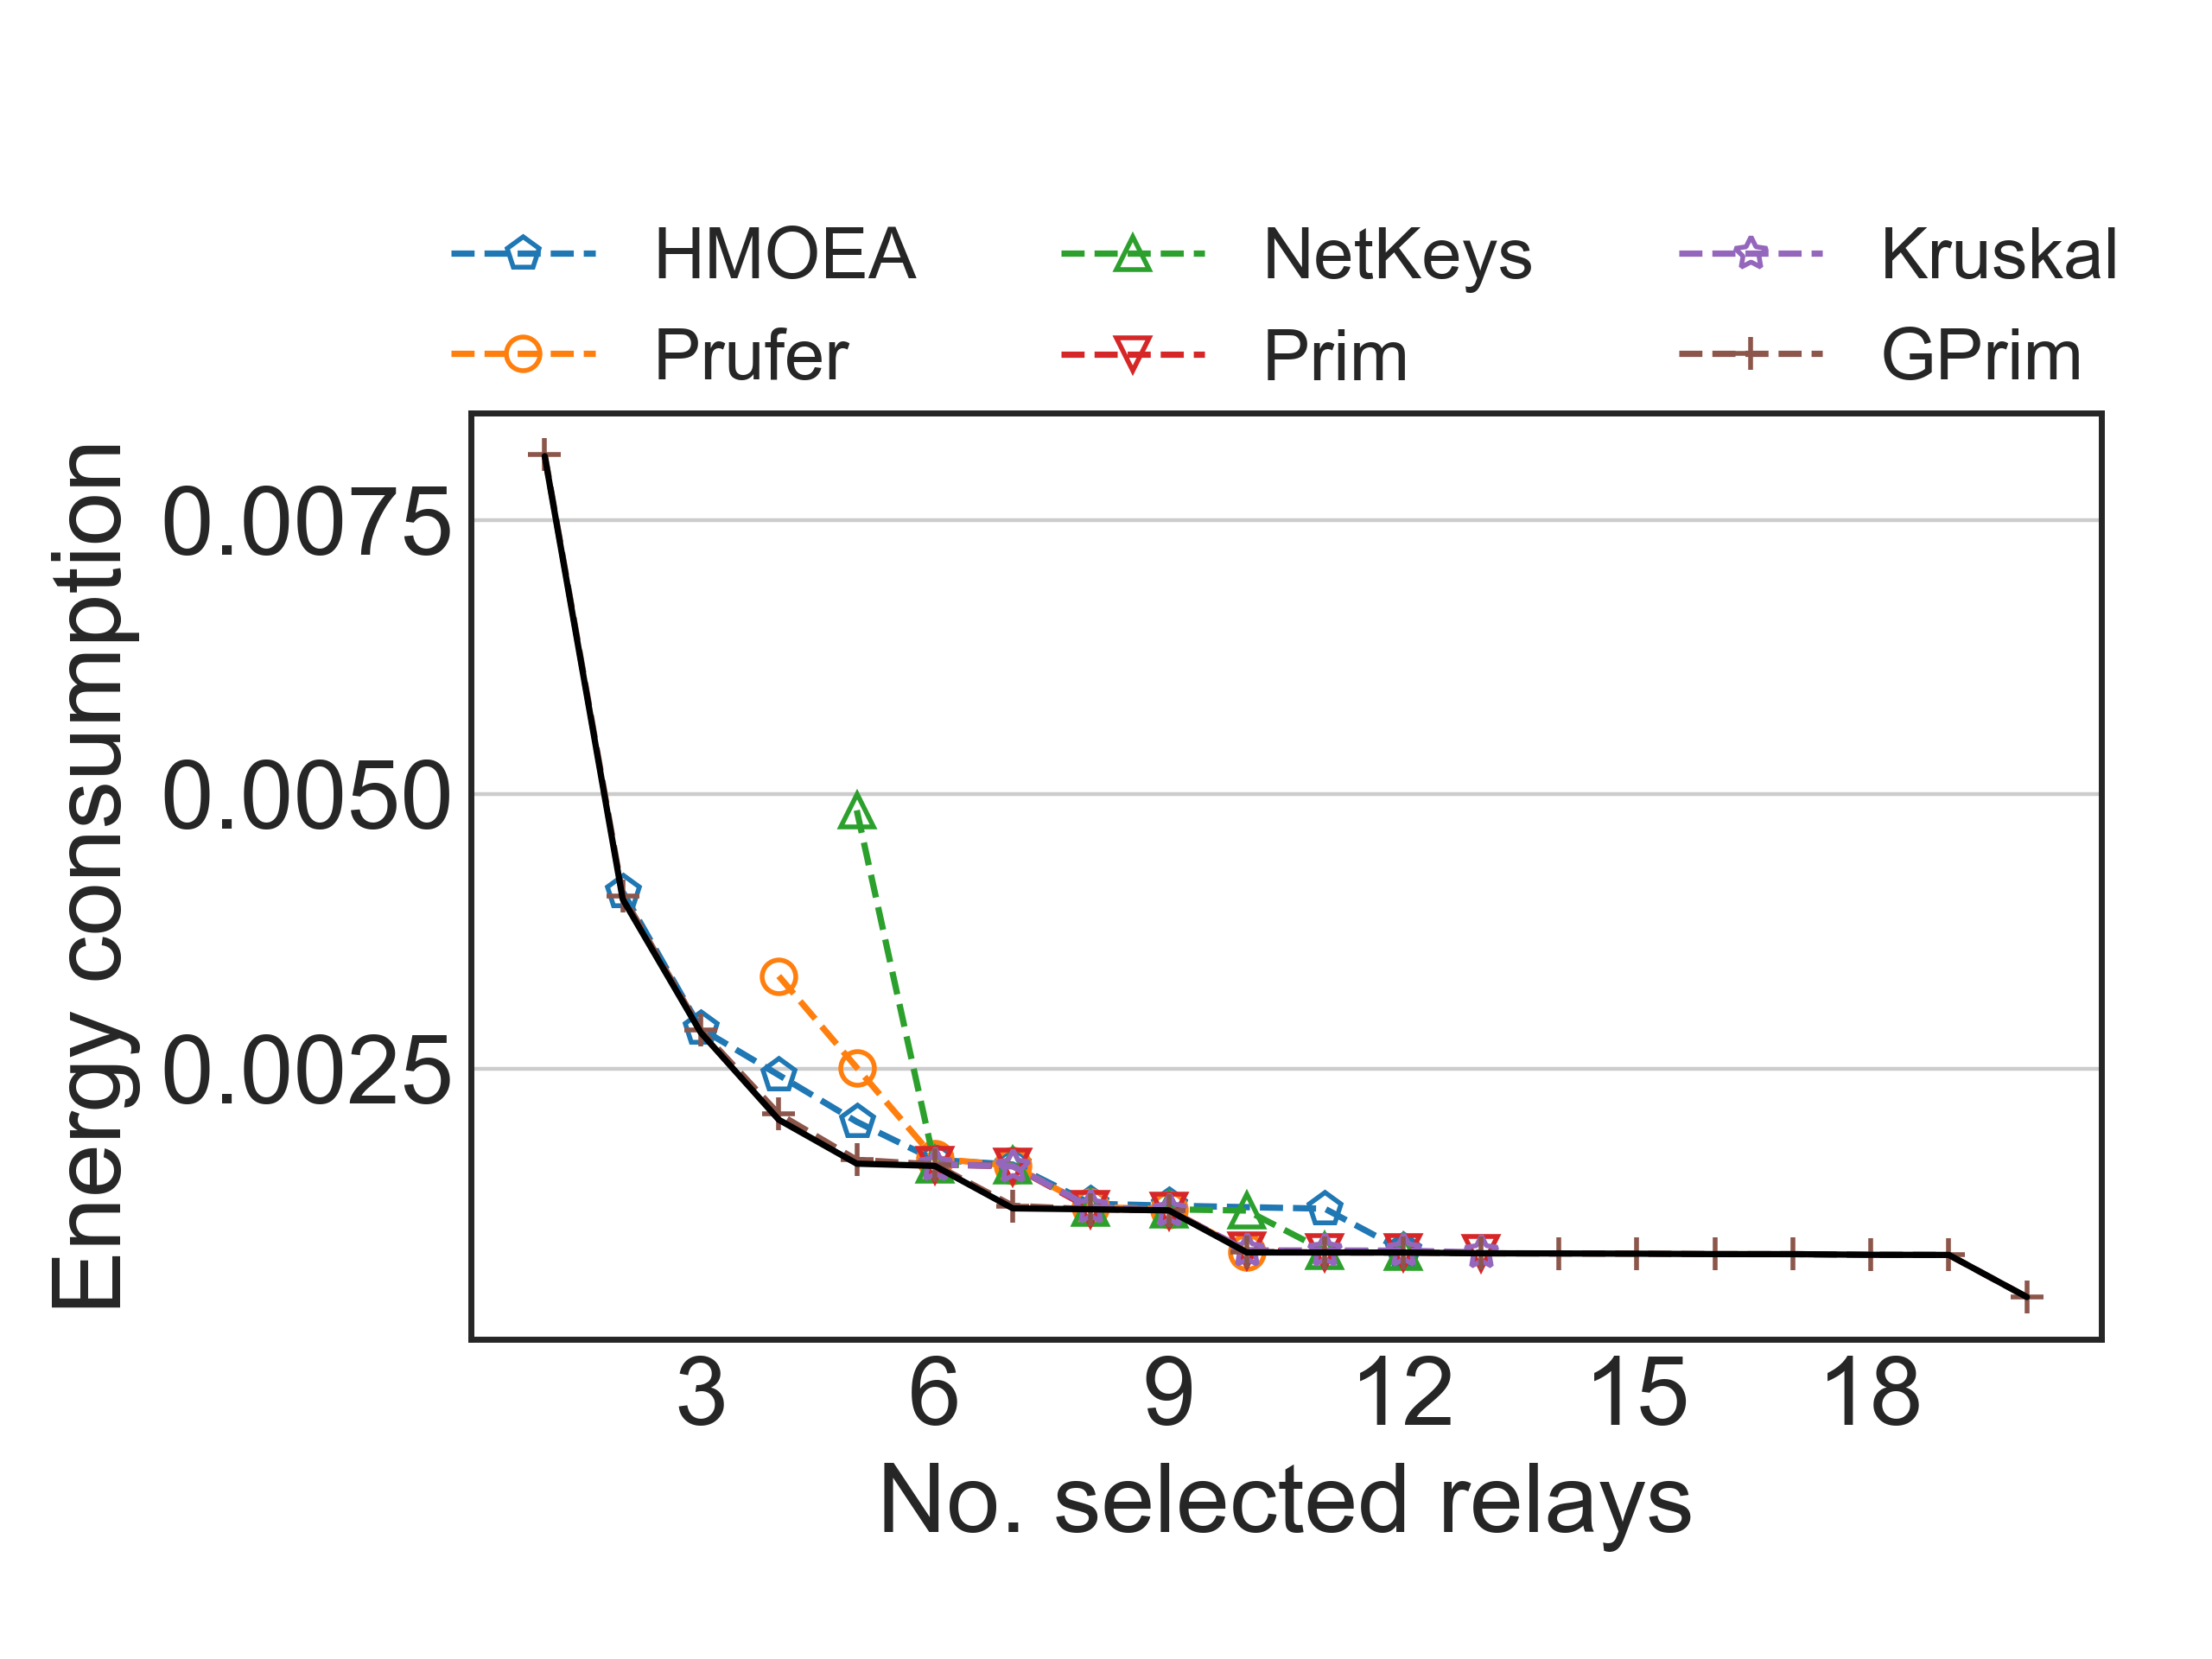 HMOEA NetKeys Kruskal
Prufer Prim GPrim
Energy consumption
0.0075
0.0050
0.0025
3 6 9 12 15 18
No. selected relays